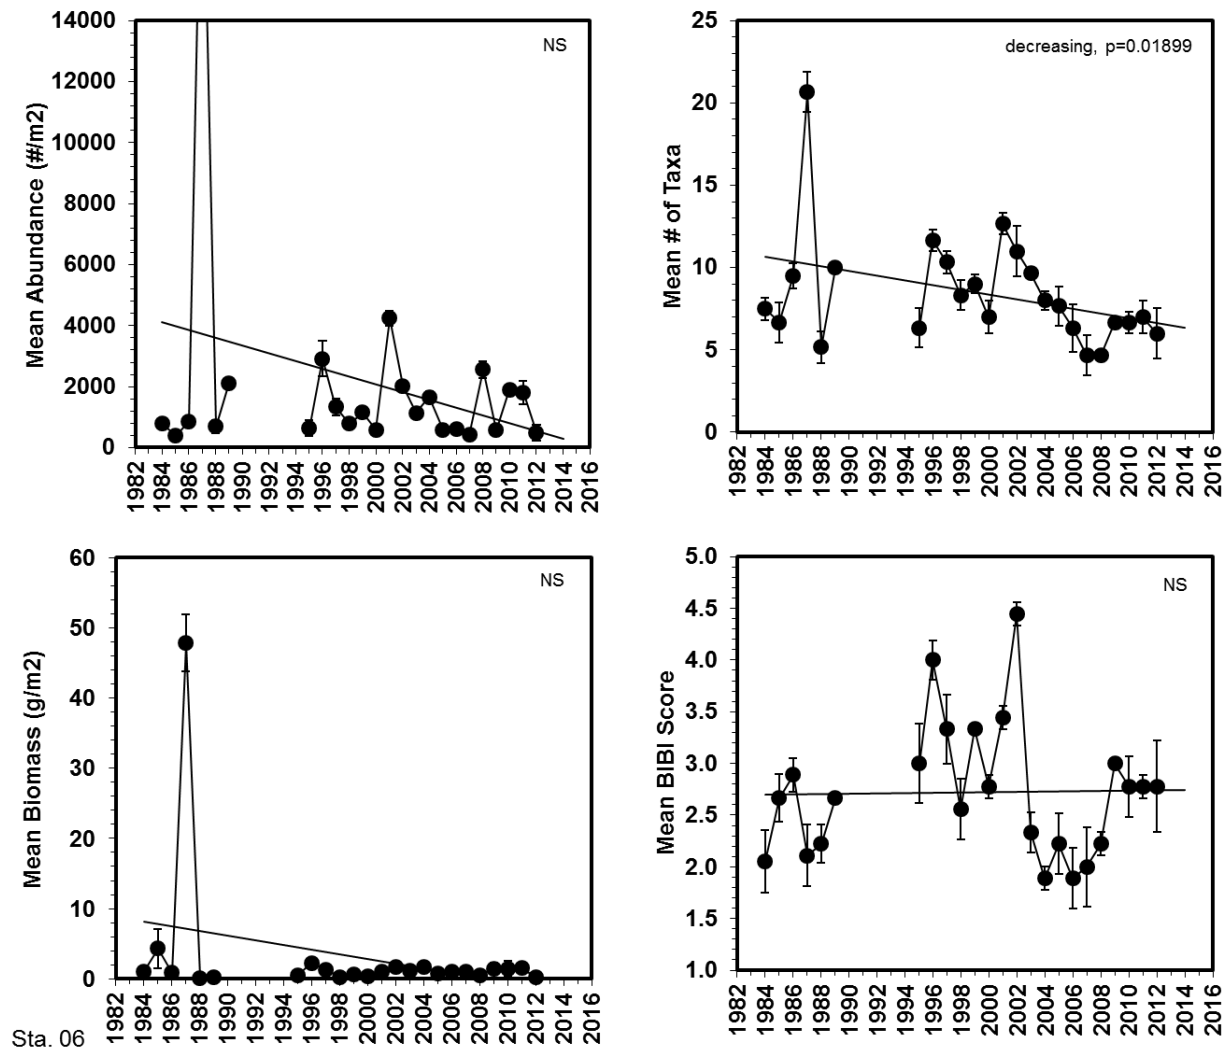 14000
12000
10000
8000
6000
4000
2000
0
Mean Abundance (#/m2)
NS
1982 1984 1986 1988 1990 1992 1994 1996 1998 2000 2002 2004 2006 2008 2010 2012 2014 2016
25
20
15
10
5
0
Mean # of Taxa
decreasing, p=0.01899
1982 1984 1986 1988 1990 1992 1994 1996 1998 2000 2002 2004 2006 2008 2010 2012 2014 2016
60
50
40
30
20
10
0
Mean Biomass (g/m2)
NS
1982 1984 1986 1988 1990 1992 1994 1996 1998 2000 2002 2004 2006 2008 2010 2012 2014 2016
5.0
4.5
4.0
3.5
3.0
2.5
2.0
1.5
1.0
Mean BIBI Score
NS
1982 1984 1986 1988 1990 1992 1994 1996 1998 2000 2002 2004 2006 2008 2010 2012 2014 2016
Sta. 06